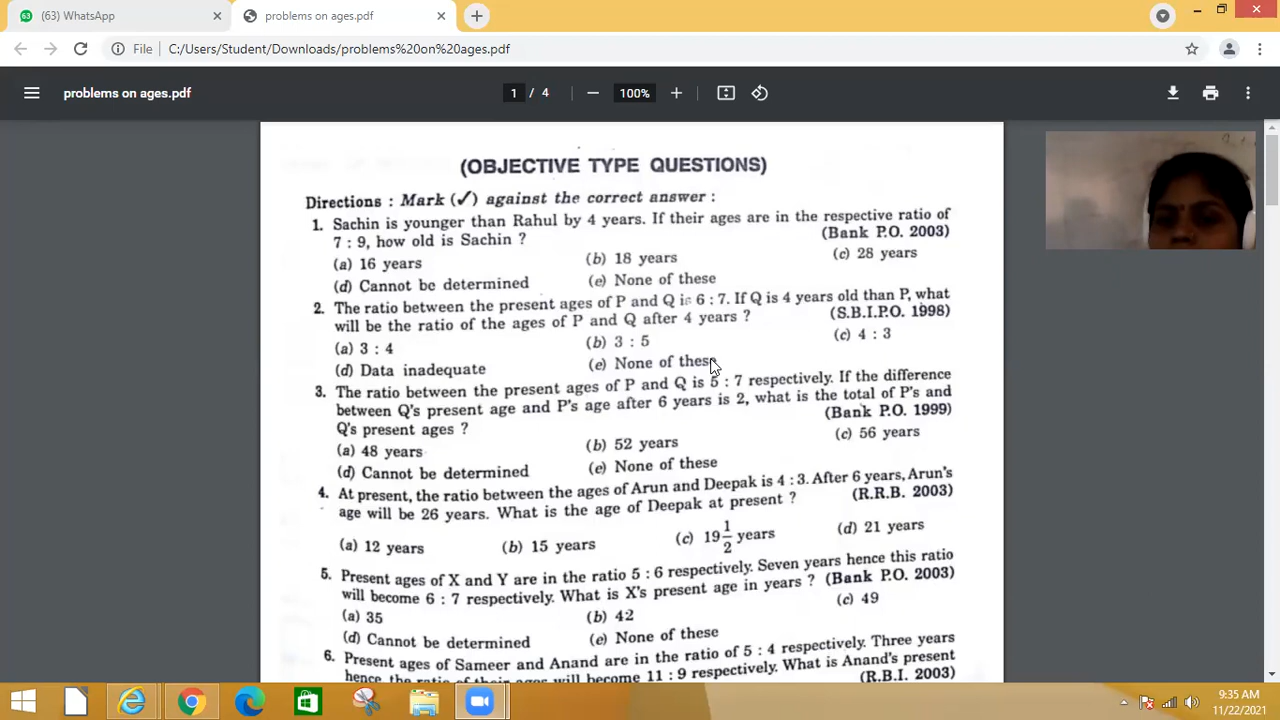 (63) WhatsApp
problems on ages.pdf
File
C:/Users/Student/Downloads/problems%20on%20ages.pdf
problems on ages.pdf
1 / 4
100%
(OBJECTIVE TYPE QUESTIONS)
Directions : Mark (✓) against the correct answer :
1. Sachin is younger than Rahul by 4 years. If their ages are in the respective ratio of
7 : 9, how old is Sachin ? (Bank P.O. 2003)
(a) 16 years (b) 18 years (c) 28 years
(d) Cannot be determined (e) None of these
2. The ratio between the present ages of P and Q is 6 : 7. If Q is 4 years old than P, what
will be the ratio of the ages of P and Q after 4 years ? (S.B.I.P.O. 1998)
(a) 3 : 4 (b) 3 : 5 (c) 4 : 3
(d) Data inadequate (e) None of these
3. The ratio between the present ages of P and Q is 5 : 7 respectively. If the difference
between Q's present age and P's age after 6 years is 2, what is the total of P's and
Q's present ages ? (Bank P.O. 1999)
(a) 48 years (b) 52 years (c) 56 years
(d) Cannot be determined (e) None of these
4. At present, the ratio between the ages of Arun and Deepak is 4 : 3. After 6 years, Arun's
age will be 26 years. What is the age of Deepak at present ? (R.R.B. 2003)
(a) 12 years (b) 15 years (c) 19 1/2 years (d) 21 years
5. Present ages of X and Y are in the ratio 5 : 6 respectively. Seven years hence this ratio
will become 6 : 7 respectively. What is X's present age in years ? (Bank P.O. 2003)
(a) 35 (b) 42 (c) 49
(d) Cannot be determined (e) None of these
6. Present ages of Sameer and Anand are in the ratio of 5 : 4 respectively. Three years
hence, the ratio of their ages will become 11 : 9 respectively. What is Anand's present
(R.B.I. 2003)
9:35 AM
11/22/2021